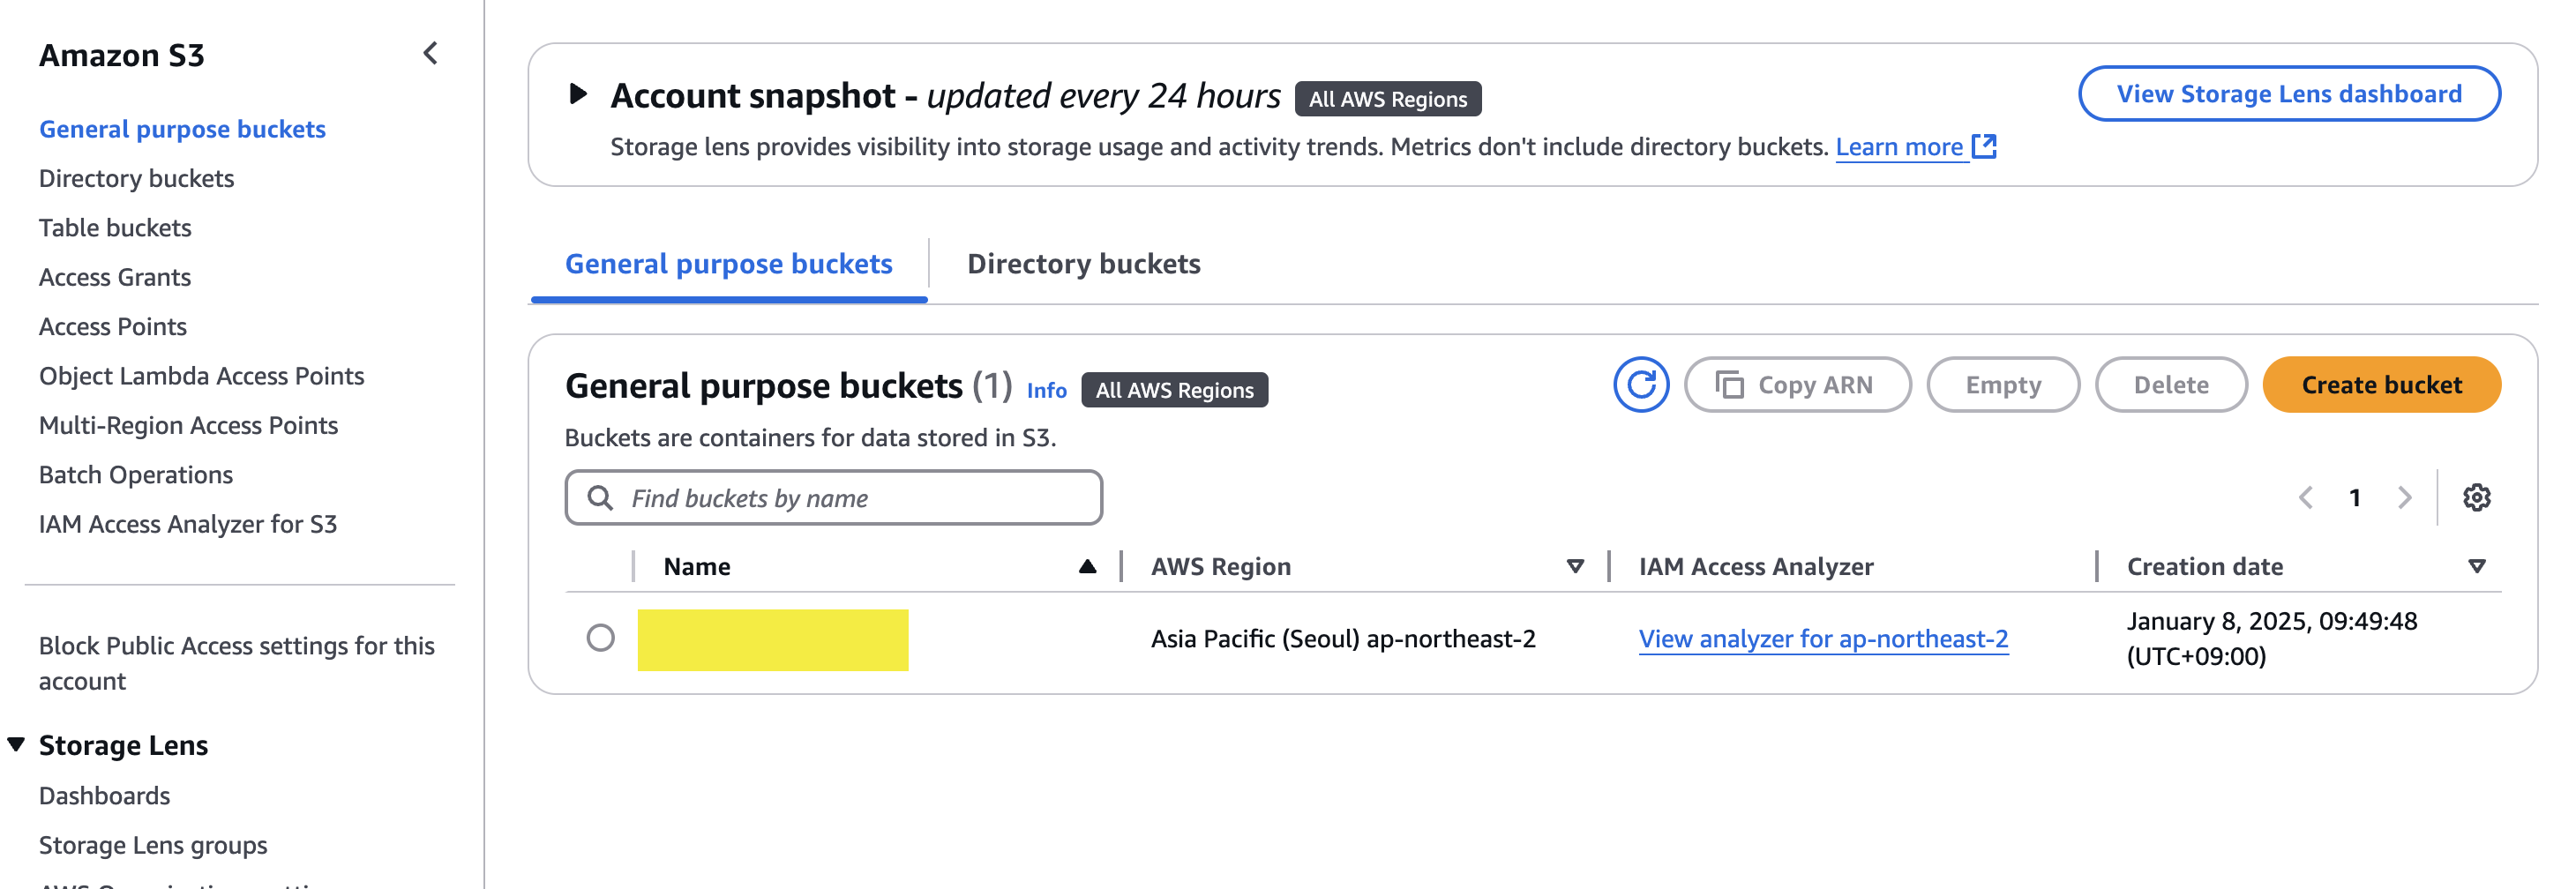 Amazon S3
General purpose buckets
Directory buckets
Table buckets
Access Grants
Access Points
Object Lambda Access Points
Multi-Region Access Points
Batch Operations
IAM Access Analyzer for S3
Block Public Access settings for this
account
Storage Lens
Dashboards
Storage Lens groups
Account snapshot - updated every 24 hours All AWS Regions
View Storage Lens dashboard
Storage lens provides visibility into storage usage and activity trends. Metrics don't include directory buckets. Learn more
General purpose buckets Directory buckets
General purpose buckets (1) Info All AWS Regions
Copy ARN Empty Delete Create bucket
Buckets are containers for data stored in S3.
Find buckets by name
1
Name AWS Region IAM Access Analyzer Creation date
Asia Pacific (Seoul) ap-northeast-2 View analyzer for ap-northeast-2 January 8, 2025, 09:49:48
(UTC+09:00)